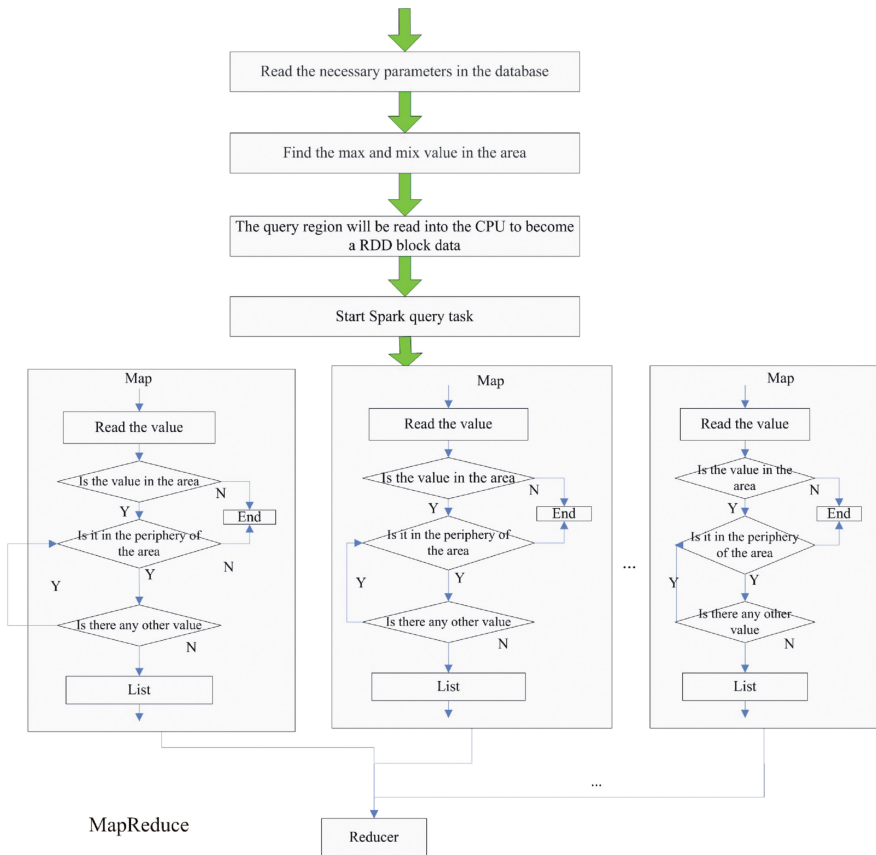 Read the necessary parameters in the database
Find the max and mix value in the area
The query region will be read into the CPU to become
a RDD block data
Start Spark query task
Map
Read the value
Is the value in the area
N
Y
End
Is it in the periphery of
the area
N
Y
Y
Is there any other value
N
List
Map
Read the value
Is the value in the area
N
Y
End
Is it in the periphery of
the area
Y
Y
Is there any other value
N
List
...
Map
Read the value
Is the value in the
area
N
Y
End
Is it in the periphery
of the area
Y
Y
Is there any other
value
N
List
...
MapReduce
Reducer